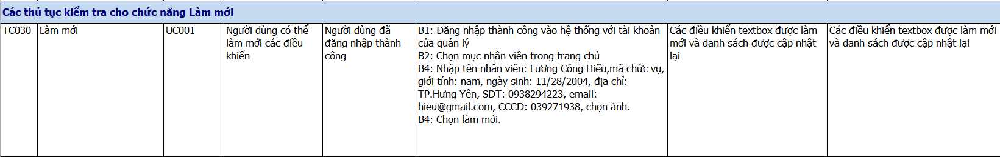 Các thủ tục kiểm tra cho chức năng Làm mới
TC030
Làm mới
UC001
Người dùng có thể
làm mới các điều
khiển
Người dùng đã
đăng nhập thành
công
B1: Đăng nhập thành công vào hệ thống với tài khoản
của quản lý
B2: Chọn mục nhân viên trong trang chủ
B4: Nhập tên nhân viên: Lương Công Hiếu,mã chức vụ,
giới tính: nam, ngày sinh: 11/28/2004, địa chỉ:
TP.Hưng Yên, SDT: 0938294223, email:
hieu@gmail.com, CCCD: 039271938, chọn ảnh.
B4: Chọn làm mới.
Các điều khiển textbox được làm
mới và danh sách được cập nhật
lại
Các điều khiển textbox được làm mới
và danh sách được cập nhật lại